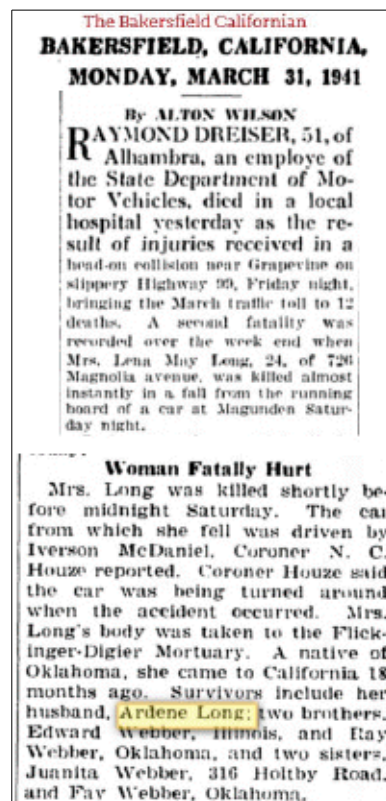 The Bakersfield Californian
BAKERSFIELD, CALIFORNIA,
MONDAY, MARCH 31, 1941
By ALTON WILSON
RAYMOND DREISER, 51, of
Alhambra, an employe of
the State Department of Mo-
tor Vehicles, died in a local
hospital yesterday as the re-
sult of injuries received in a
head-on collision near Grapevine on
slippery Highway 99, Friday night,
bringing the March traffic toll to 12
deaths. A second fatality was
recorded over the week end when
Mrs. Lena May Long, 24, of 726
Magnolia avenue, was killed almost
instantly in a fall from the running
board of a car at Magunden Satur-
day night.
Woman Fatally Hurt
Mrs. Long was killed shortly be-
fore midnight Saturday. The car
from which she fell was driven by
Iverson McDaniel, Coroner N. C.
Houze reported. Coroner Houze said
the car was being turned around
when the accident occurred. Mrs.
Long's body was taken to the Flick-
inger-Digier Mortuary. A native of
Oklahoma, she came to California 18
months ago. Survivors include her
husband, Ardene Long; two brothers,
Edward Webber, Illinois, and Ray
Webber, Oklahoma, and two sisters,
Juanita Webber, 316 Holtby Road,
and Fay Webber, Oklahoma.